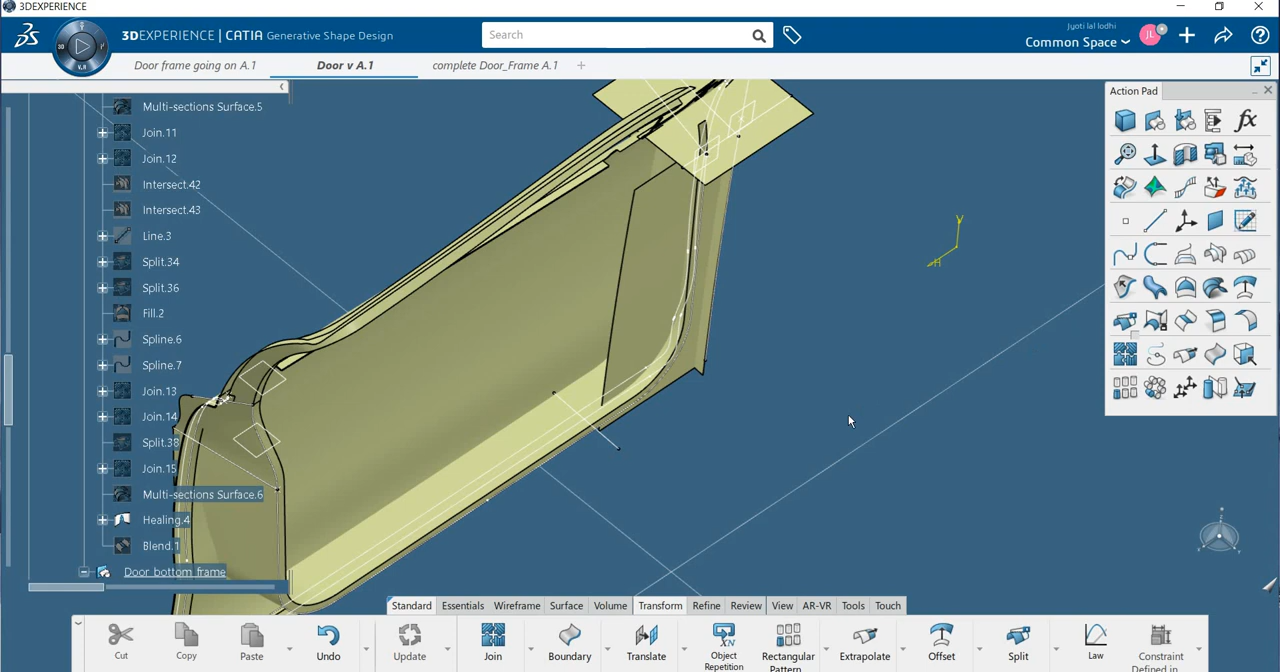 3DEXPERIENCE
3DEXPERIENCE | CATIA Generative Shape Design
3D
V.R
Search
Jyoti lal lodhi
Common Space
JL
Door frame going on A.1
Door v A.1
complete Door_Frame A.1
Multi-sections Surface.5
Join.11
Join.12
Intersect.42
Intersect.43
Line.3
Split.34
Split.36
Fill.2
Spline.6
Spline.7
Join.13
Join.14
Split.38
Join.15
Multi-sections Surface.6
Healing.4
Blend.1
Door bottom frame
y
H
Action Pad
fx
Standard
Essentials
Wireframe
Surface
Volume
Transform
Refine
Review
View
AR-VR
Tools
Touch
Cut
Copy
Paste
Undo
Update
Join
Boundary
Translate
Object
Repetition
Rectangular
Pattern
Extrapolate
Offset
Split
Law
Constraint
Defined in